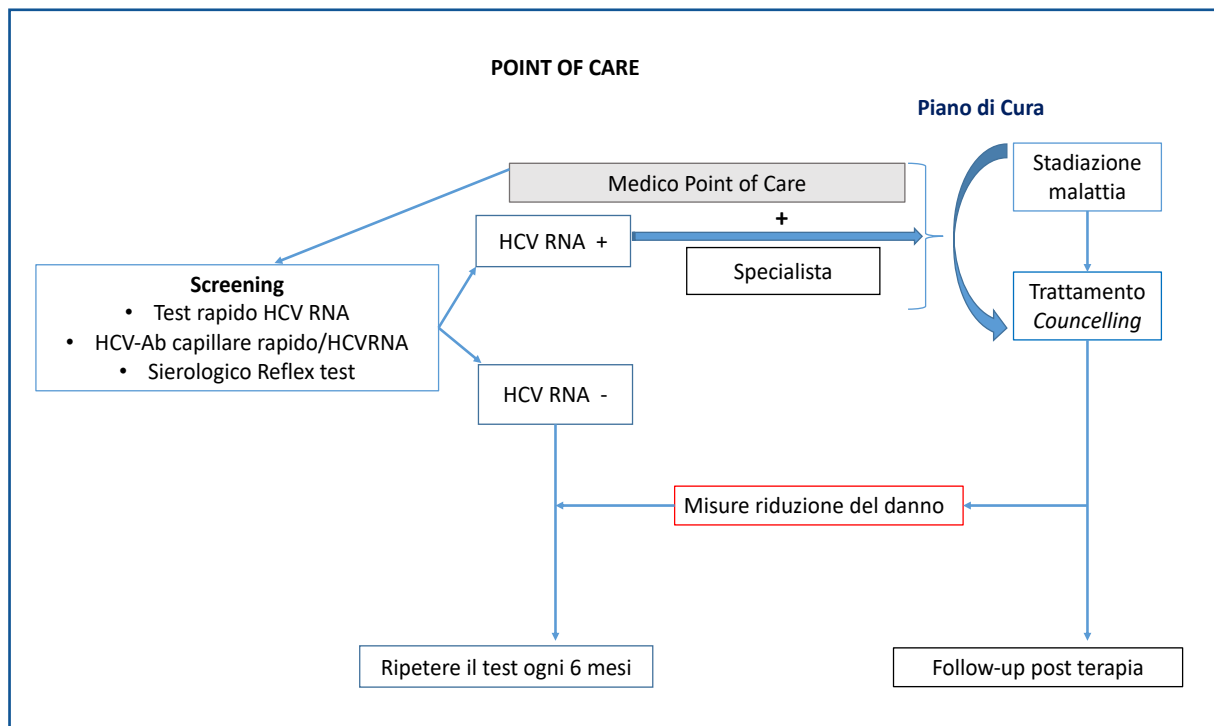 POINT OF CARE
Piano di Cura
Medico Point of Care
+
Specialista
Stadiazione
malattia
HCV RNA +
Screening
• Test rapido HCV RNA
• HCV-Ab capillare rapido/HCVRNA
• Sierologico Reflex test
Trattamento
Councelling
HCV RNA -
Misure riduzione del danno
Ripetere il test ogni 6 mesi
Follow-up post terapia